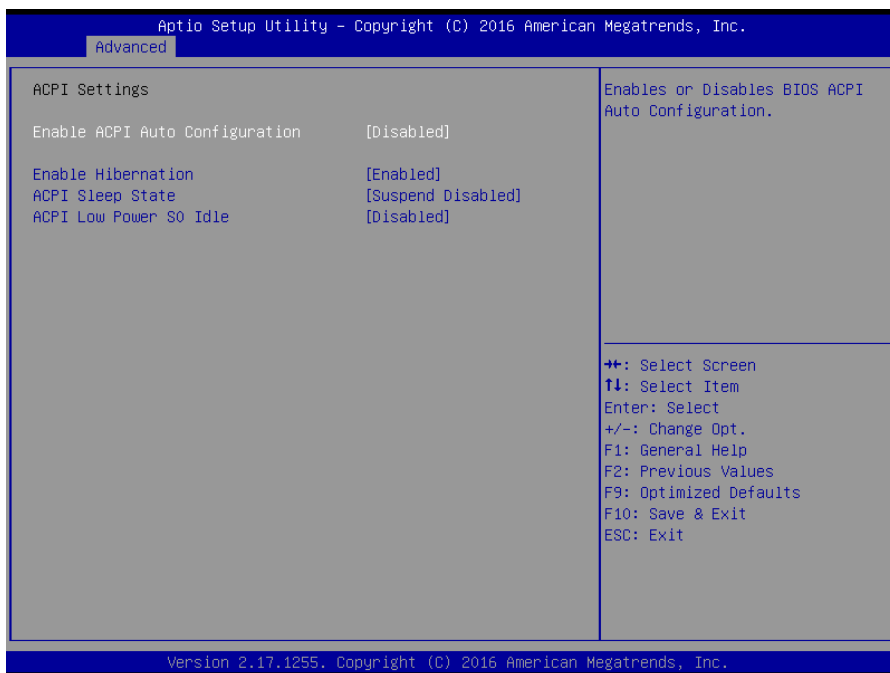 Aptio Setup Utility – Copyright (C) 2016 American Megatrends, Inc.
Advanced
ACPI Settings
Enable ACPI Auto Configuration [Disabled]
Enable Hibernation [Enabled]
ACPI Sleep State [Suspend Disabled]
ACPI Low Power S0 Idle [Disabled]
Enables or Disables BIOS ACPI
Auto Configuration.
→←: Select Screen
↑↓: Select Item
Enter: Select
+/-: Change Opt.
F1: General Help
F2: Previous Values
F9: Optimized Defaults
F10: Save & Exit
ESC: Exit
Version 2.17.1255. Copyright (C) 2016 American Megatrends, Inc.